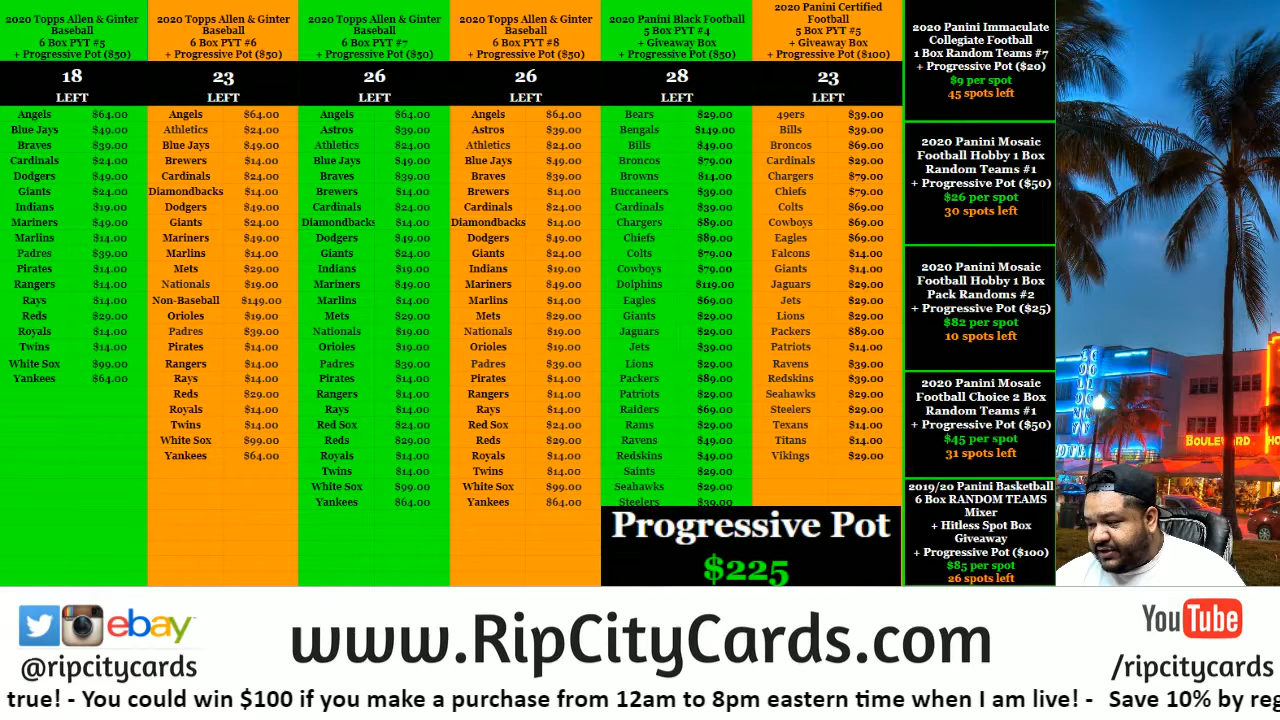 2020 Topps Allen & Ginter
Baseball
6 Box PYT #5
+ Progressive Pot ($50)
18
LEFT
Angels $64.00
Blue Jays $49.00
Braves $39.00
Cardinals $24.00
Dodgers $49.00
Giants $24.00
Indians $19.00
Mariners $49.00
Marlins $14.00
Padres $39.00
Pirates $14.00
Rangers $14.00
Rays $14.00
Reds $29.00
Royals $14.00
Twins $14.00
White Sox $99.00
Yankees $64.00
2020 Topps Allen & Ginter
Baseball
6 Box PYT #6
+ Progressive Pot ($50)
23
LEFT
Angels $64.00
Athletics $24.00
Blue Jays $49.00
Brewers $14.00
Cardinals $24.00
Diamondbacks $14.00
Dodgers $49.00
Giants $24.00
Mariners $49.00
Marlins $14.00
Mets $29.00
Nationals $19.00
Non-Baseball $149.00
Orioles $19.00
Padres $39.00
Pirates $14.00
Rangers $14.00
Rays $14.00
Reds $29.00
Royals $14.00
Twins $14.00
White Sox $99.00
Yankees $64.00
2020 Topps Allen & Ginter
Baseball
6 Box PYT #7
+ Progressive Pot ($50)
26
LEFT
Angels $64.00
Astros $39.00
Athletics $24.00
Blue Jays $49.00
Braves $39.00
Brewers $14.00
Cardinals $24.00
Diamondbacks $14.00
Dodgers $49.00
Giants $24.00
Indians $19.00
Mariners $49.00
Marlins $14.00
Mets $29.00
Nationals $19.00
Orioles $19.00
Padres $39.00
Pirates $14.00
Rangers $14.00
Rays $14.00
Red Sox $24.00
Reds $29.00
Royals $14.00
Twins $14.00
White Sox $99.00
Yankees $64.00
2020 Topps Allen & Ginter
Baseball
6 Box PYT #8
+ Progressive Pot ($50)
26
LEFT
Angels $64.00
Astros $39.00
Athletics $24.00
Blue Jays $49.00
Braves $39.00
Brewers $14.00
Cardinals $24.00
Diamondbacks $14.00
Dodgers $49.00
Giants $24.00
Indians $19.00
Mariners $49.00
Marlins $14.00
Mets $29.00
Nationals $19.00
Orioles $19.00
Padres $39.00
Pirates $14.00
Rangers $14.00
Rays $14.00
Red Sox $24.00
Reds $29.00
Royals $14.00
Twins $14.00
White Sox $99.00
Yankees $64.00
2020 Panini Black Football
5 Box PYT #4
+ Giveaway Box
+ Progressive Pot ($50)
28
LEFT
Bears $29.00
Bengals $149.00
Bills $49.00
Broncos $79.00
Browns $14.00
Buccaneers $39.00
Cardinals $39.00
Chargers $89.00
Chiefs $89.00
Colts $79.00
Cowboys $79.00
Dolphins $119.00
Eagles $69.00
Giants $29.00
Jaguars $29.00
Jets $39.00
Lions $29.00
Packers $89.00
Patriots $29.00
Raiders $69.00
Rams $29.00
Ravens $49.00
Redskins $49.00
Saints $29.00
Seahawks $29.00
Steelers $39.00
2020 Panini Certified
Football
5 Box PYT #5
+ Giveaway Box
+ Progressive Pot ($100)
23
LEFT
49ers $39.00
Bills $39.00
Broncos $69.00
Cardinals $29.00
Chargers $79.00
Chiefs $79.00
Colts $69.00
Cowboys $69.00
Eagles $69.00
Falcons $14.00
Giants $14.00
Jaguars $29.00
Jets $29.00
Lions $29.00
Packers $89.00
Patriots $14.00
Ravens $39.00
Redskins $39.00
Seahawks $29.00
Steelers $29.00
Texans $14.00
Titans $14.00
Vikings $29.00
Progressive Pot
$225
2020 Panini Immaculate
Collegiate Football
1 Box Random Teams #7
+ Progressive Pot ($20)
$9 per spot
45 spots left
2020 Panini Mosaic
Football Hobby 1 Box
Random Teams #1
+ Progressive Pot ($50)
$26 per spot
30 spots left
2020 Panini Mosaic
Football Hobby 1 Box
Pack Randoms #2
+ Progressive Pot ($25)
$82 per spot
10 spots left
2020 Panini Mosaic
Football Choice 2 Box
Random Teams #1
+ Progressive Pot ($50)
$45 per spot
31 spots left
2019/20 Panini Basketball
6 Box RANDOM TEAMS
Mixer
+ Hitless Spot Box
Giveaway
+ Progressive Pot ($100)
$85 per spot
26 spots left
COLONY
BOULEVARD HO
ebay
@ripcitycards
www.RipCityCards.com
YouTube
/ripcitycards
true! - You could win $100 if you make a purchase from 12am to 8pm eastern time when I am live! - Save 10% by reg